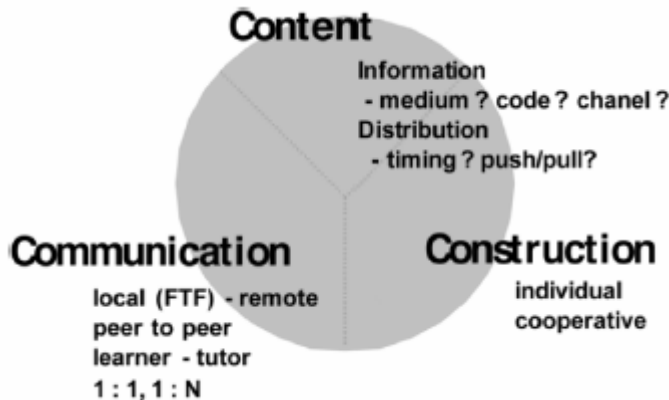 Content
Information
- medium ? code ? chanel ?
Distribution
- timing ? push/pull?
Communication
local (FTF) - remote
peer to peer
learner - tutor
1 : 1, 1 : N
Construction
individual
cooperative